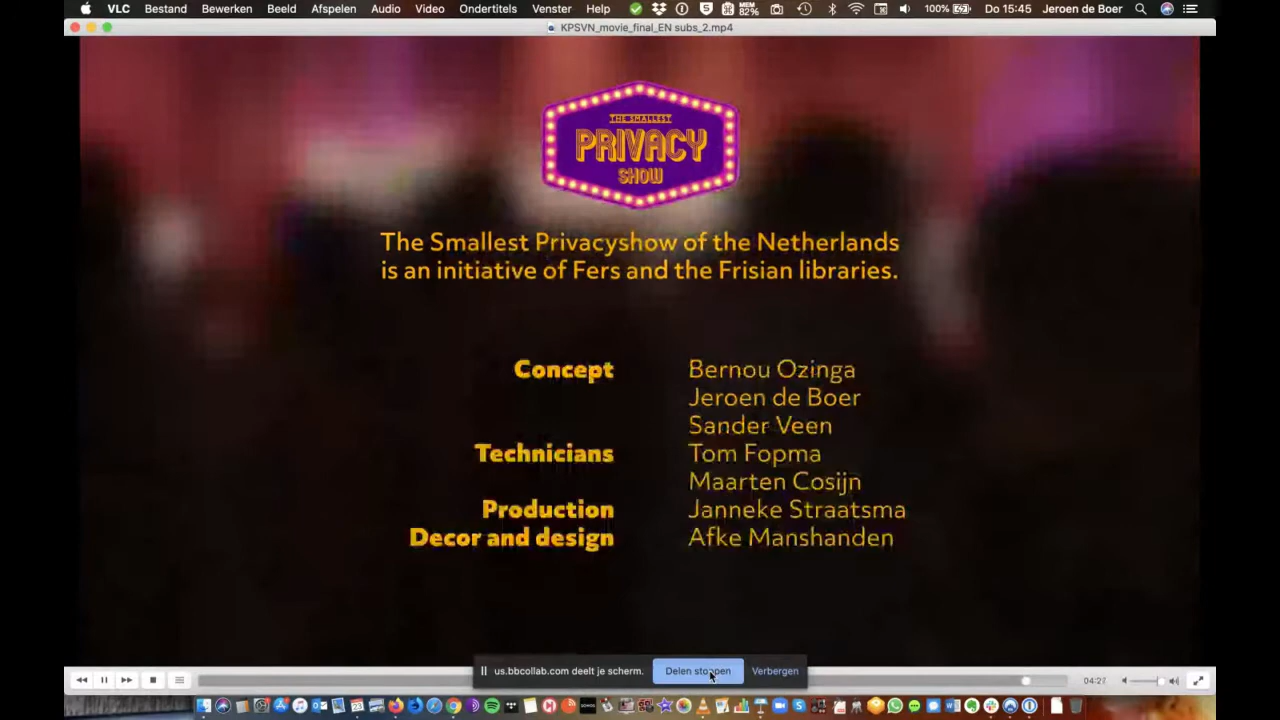 VLC Bestand Bewerken Beeld Afspelen Audio Video Ondertitels Venster Help MEM 82% 100% Do 15:45 Jeroen de Boer
KPSVN_movie_final_EN subs_2.mp4
THE SMALLEST
PRIVACY
SHOW
The Smallest Privacyshow of the Netherlands
is an initiative of Fers and the Frisian libraries.
Concept Bernou Ozinga
Jeroen de Boer
Sander Veen
Technicians Tom Fopma
Maarten Cosijn
Production Janneke Straatsma
Decor and design Afke Manshanden
us.bbcollab.com deelt je scherm. Delen stoppen Verbergen
04:27